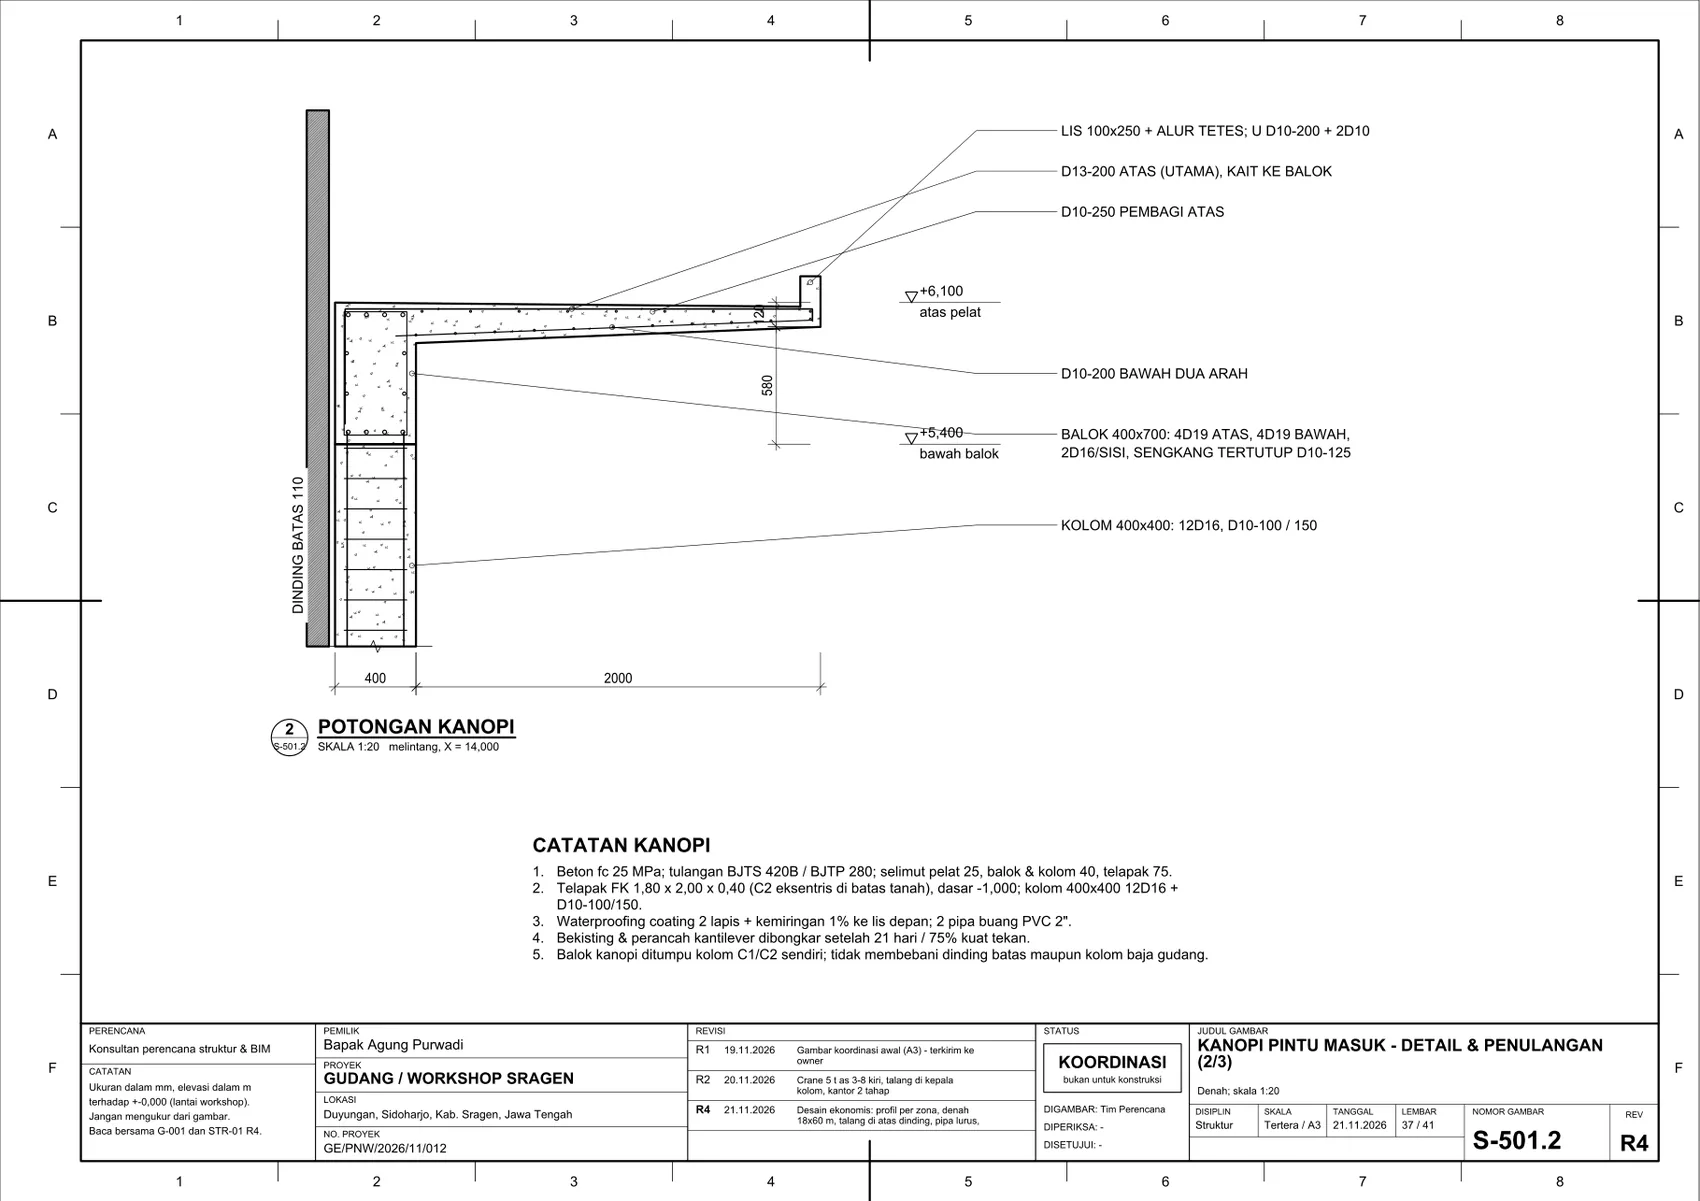 1 2 3 4 5 6 7 8
A A
B B
C C
D D
E E
F F
LIS 100x250 + ALUR TETES; U D10-200 + 2D10
D13-200 ATAS (UTAMA), KAIT KE BALOK
D10-250 PEMBAGI ATAS
+6,100
atas pelat
120
D10-200 BAWAH DUA ARAH
580
+5,400
bawah balok
BALOK 400x700: 4D19 ATAS, 4D19 BAWAH,
2D16/SISI, SENGKANG TERTUTUP D10-125
DINDING BATAS 110
KOLOM 400x400: 12D16, D10-100 / 150
400
2000
2
S-501.2
POTONGAN KANOPI
SKALA 1:20 melintang, X = 14,000
CATATAN KANOPI
1. Beton fc 25 MPa; tulangan BJTS 420B / BJTP 280; selimut pelat 25, balok & kolom 40, telapak 75.
2. Telapak FK 1,80 x 2,00 x 0,40 (C2 eksentris di batas tanah), dasar -1,000; kolom 400x400 12D16 +
D10-100/150.
3. Waterproofing coating 2 lapis + kemiringan 1% ke lis depan; 2 pipa buang PVC 2".
4. Bekisting & perancah kantilever dibongkar setelah 21 hari / 75% kuat tekan.
5. Balok kanopi ditumpu kolom C1/C2 sendiri; tidak membebani dinding batas maupun kolom baja gudang.
PERENCANA
Konsultan perencana struktur & BIM
CATATAN
Ukuran dalam mm, elevasi dalam m
terhadap +-0,000 (lantai workshop).
Jangan mengukur dari gambar.
Baca bersama G-001 dan STR-01 R4.
PEMILIK
Bapak Agung Purwadi
PROYEK
GUDANG / WORKSHOP SRAGEN
LOKASI
Duyungan, Sidoharjo, Kab. Sragen, Jawa Tengah
NO. PROYEK
GE/PNW/2026/11/012
REVISI
R1 19.11.2026 Gambar koordinasi awal (A3) - terkirim ke
owner
R2 20.11.2026 Crane 5 t as 3-8 kiri, talang di kepala
kolom, kantor 2 tahap
R4 21.11.2026 Desain ekonomis: profil per zona, denah
18x60 m, talang di atas dinding, pipa lurus,
STATUS
KOORDINASI
bukan untuk konstruksi
DIGAMBAR: Tim Perencana
DIPERIKSA: -
DISETUJUI: -
JUDUL GAMBAR
KANOPI PINTU MASUK - DETAIL & PENULANGAN
(2/3)
Denah; skala 1:20
DISIPLIN
Struktur
SKALA
Tertera / A3
TANGGAL
21.11.2026
LEMBAR
37 / 41
NOMOR GAMBAR
S-501.2
REV
R4
1 2 3 4 5 6 7 8